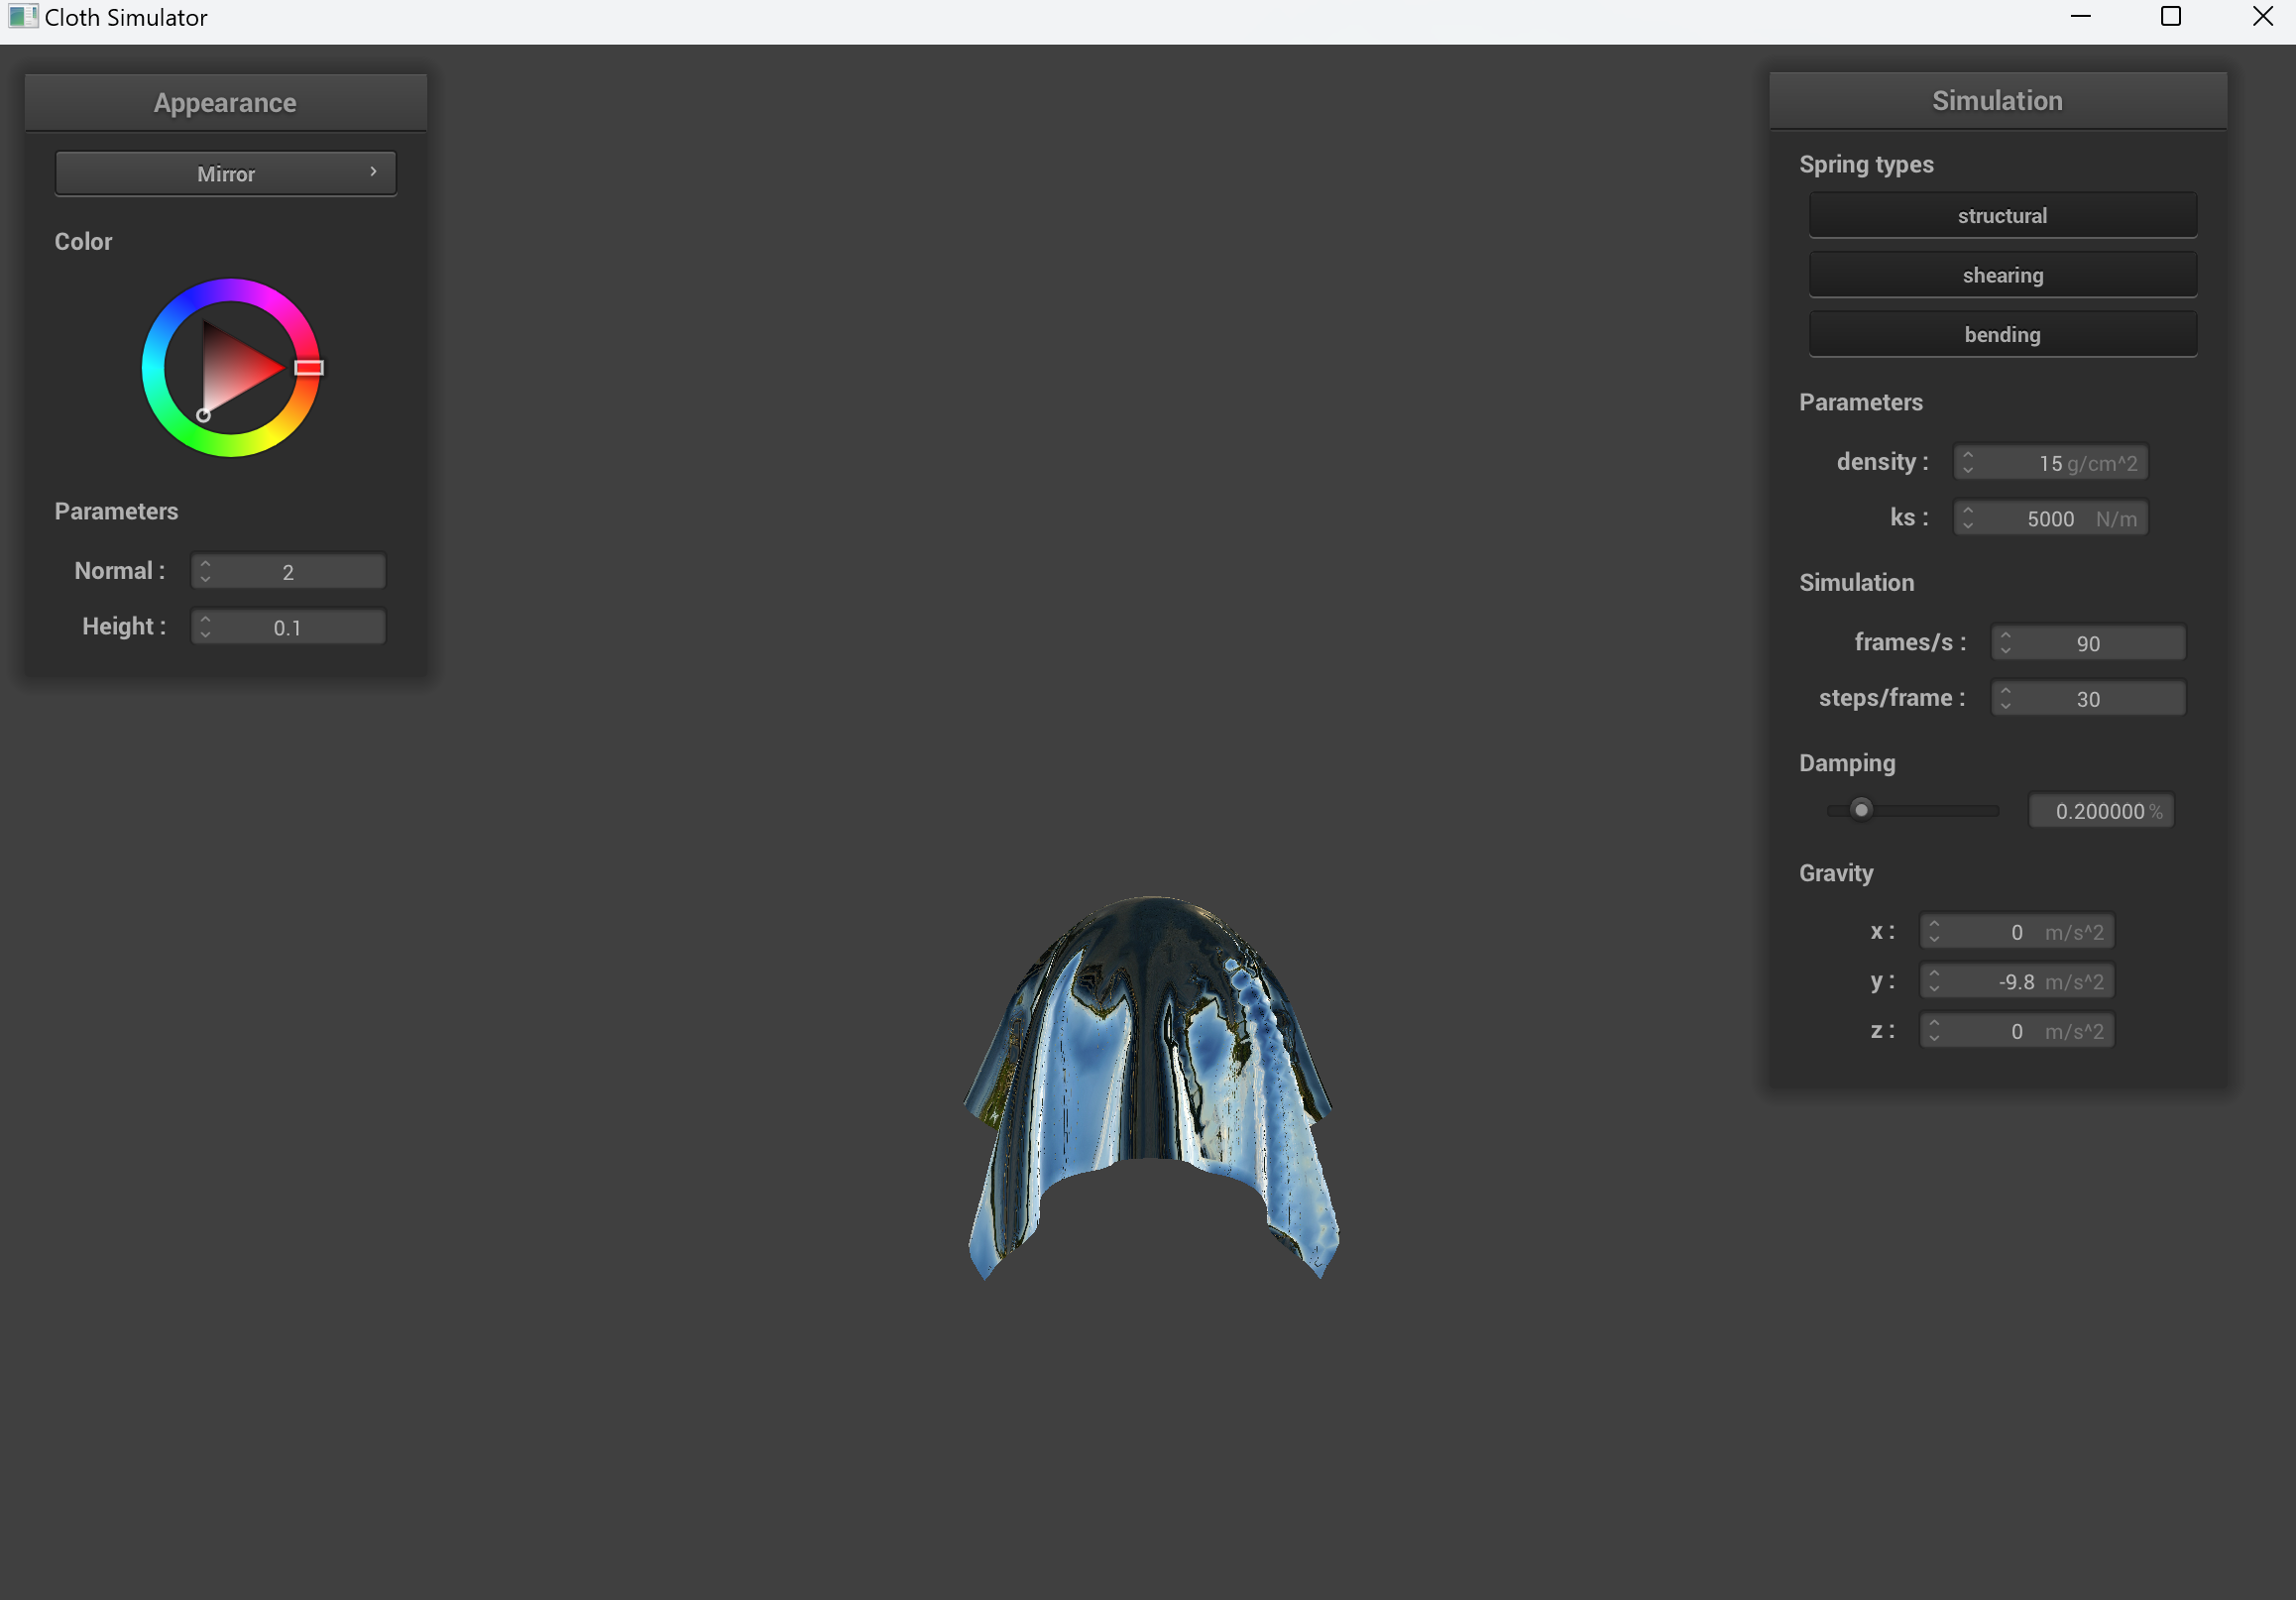 Cloth Simulator
Appearance
Mirror
Color
Parameters
Normal : 2
Height : 0.1
Simulation
Spring types
structural
shearing
bending
Parameters
density : 15 g/cm^2
ks : 5000 N/m
Simulation
frames/s : 90
steps/frame : 30
Damping
0.200000 %
Gravity
x : 0 m/s^2
y : -9.8 m/s^2
z : 0 m/s^2